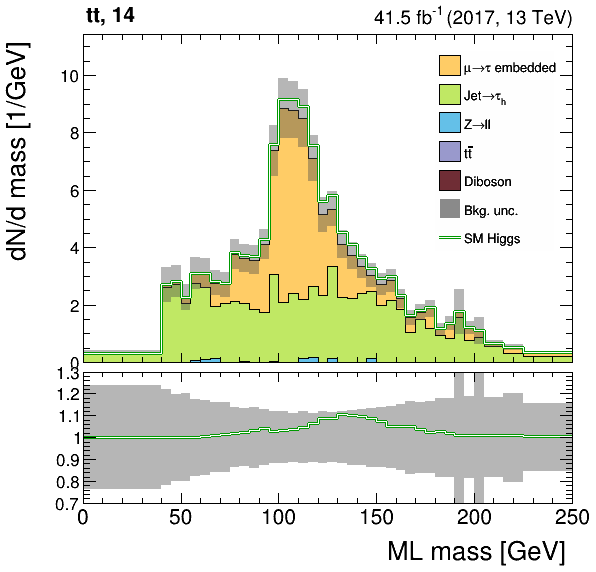 tt, 14
41.5 fb⁻¹ (2017, 13 TeV)
dN/d mass [1/GeV]
10
8
6
4
2
0
μ→τ embedded
Jet→τₕ
Z→ll
tt̅
Diboson
Bkg. unc.
SM Higgs
1.3
1.2
1.1
1
0.9
0.8
0.7
0 50 100 150 200 250
ML mass [GeV]